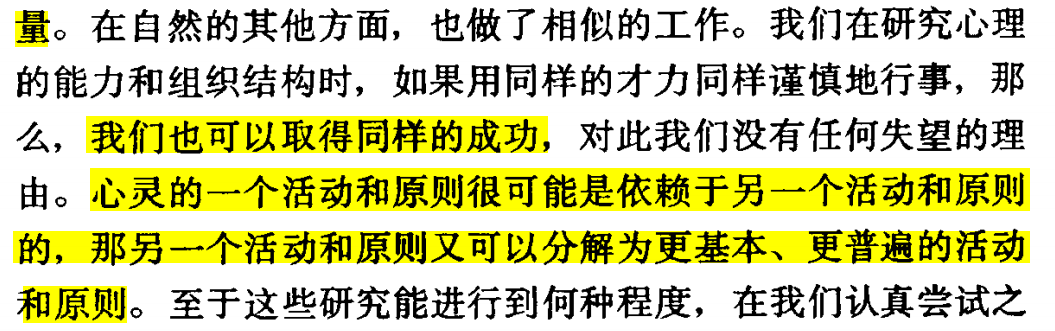 量。在自然的其他方面，也做了相似的工作。我们在研究心理
的能力和组织结构时，如果用同样的才力同样谨慎地行事，那
么，我们也可以取得同样的成功，对此我们没有任何失望的理
由。心灵的一个活动和原则很可能是依赖于另一个活动和原则
的，那另一个活动和原则又可以分解为更基本、更普遍的活动
和原则。至于这些研究能进行到何种程度，在我们认真尝试之